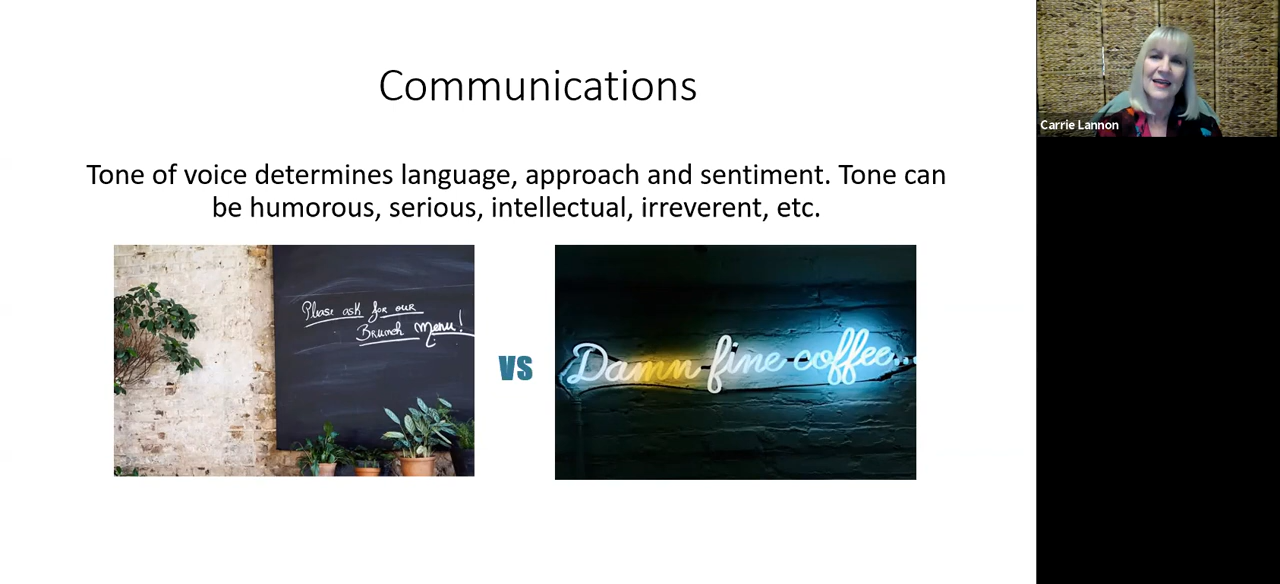 Communications
Tone of voice determines language, approach and sentiment. Tone can
be humorous, serious, intellectual, irreverent, etc.
Please ask for our
Brunch Menu!
VS
Damn fine coffee...
Carrie Lannon